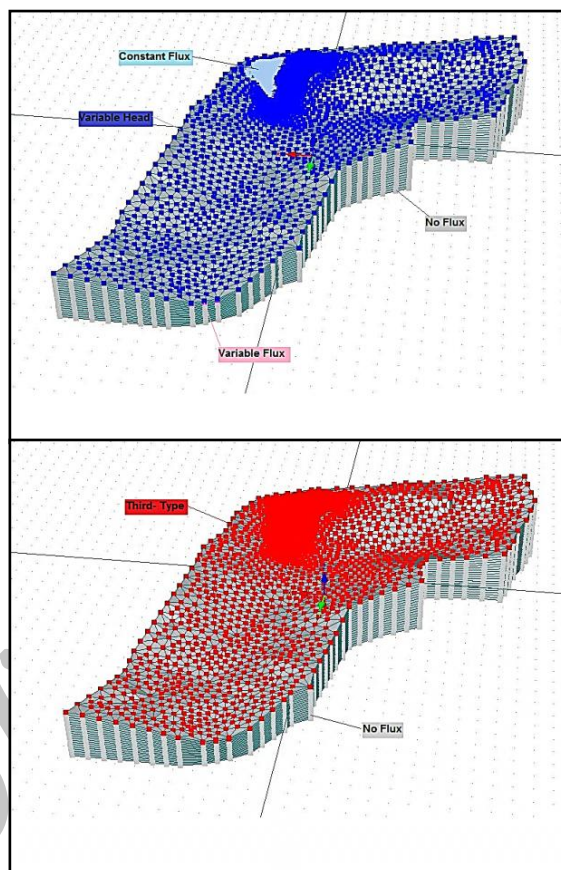 Constant Flux
Variable Head
No Flux
Variable Flux
Third- Type
No Flux